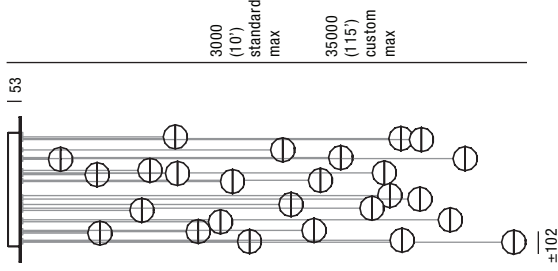 3000
(10')
standard
max
35000
(115')
custom
max
53
±102